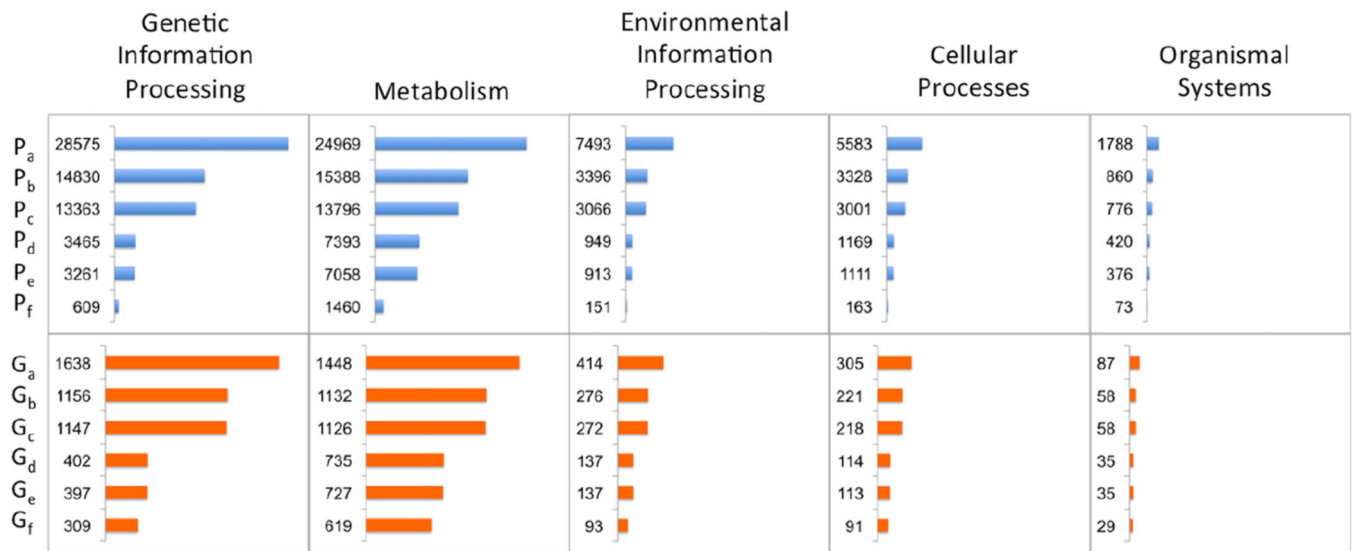 Genetic
Information
Processing
Metabolism
Environmental
Information
Processing
Cellular
Processes
Organismal
Systems
Pa 28575 24969 7493 5583 1788
Pb 14830 15388 3396 3328 860
Pc 13363 13796 3066 3001 776
Pd 3465 7393 949 1169 420
Pe 3261 7058 913 1111 376
Pf 609 1460 151 163 73
Ga 1638 1448 414 305 87
Gb 1156 1132 276 221 58
Gc 1147 1126 272 218 58
Gd 402 735 137 114 35
Ge 397 727 137 113 35
Gf 309 619 93 91 29